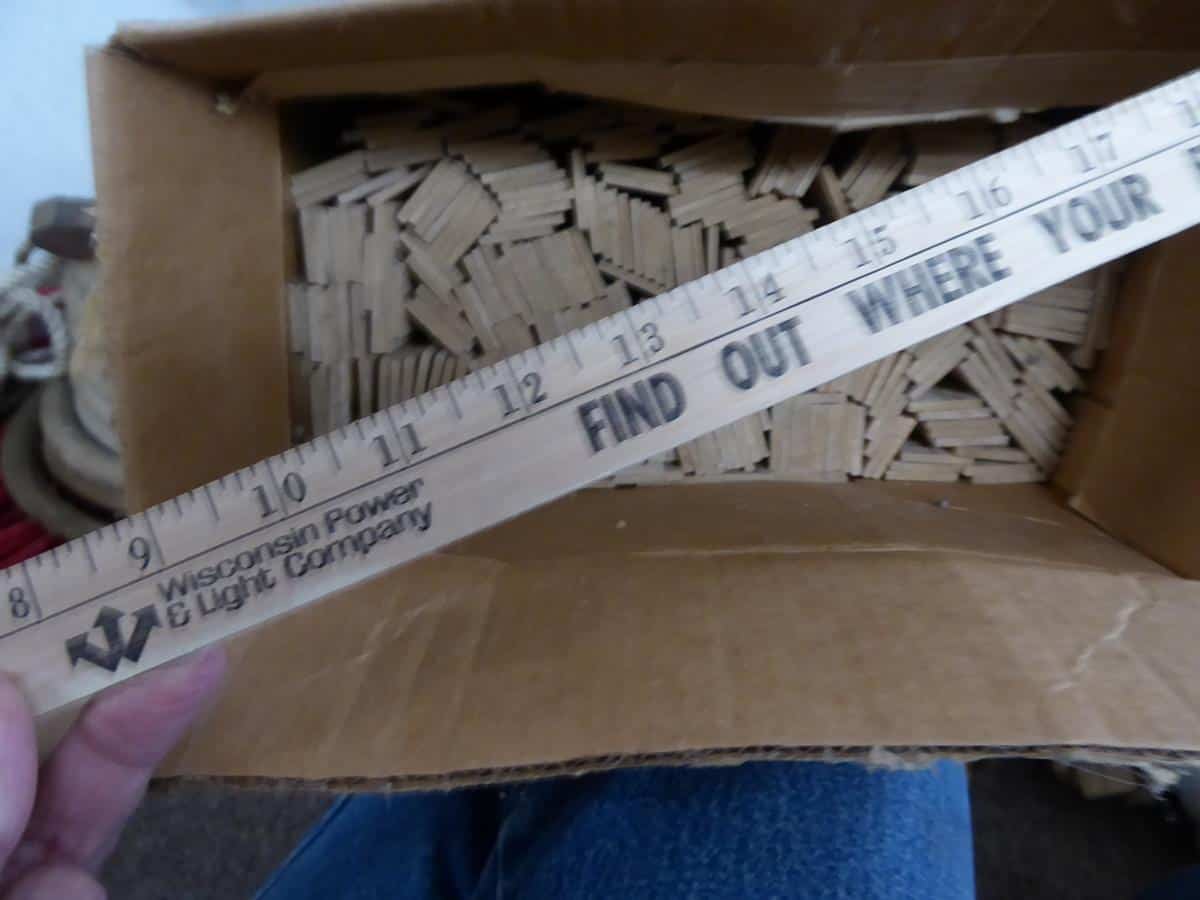 8 9 10 11 12 13 14 15 16 17
Wisconsin Power
& Light Company
FIND OUT WHERE YOUR